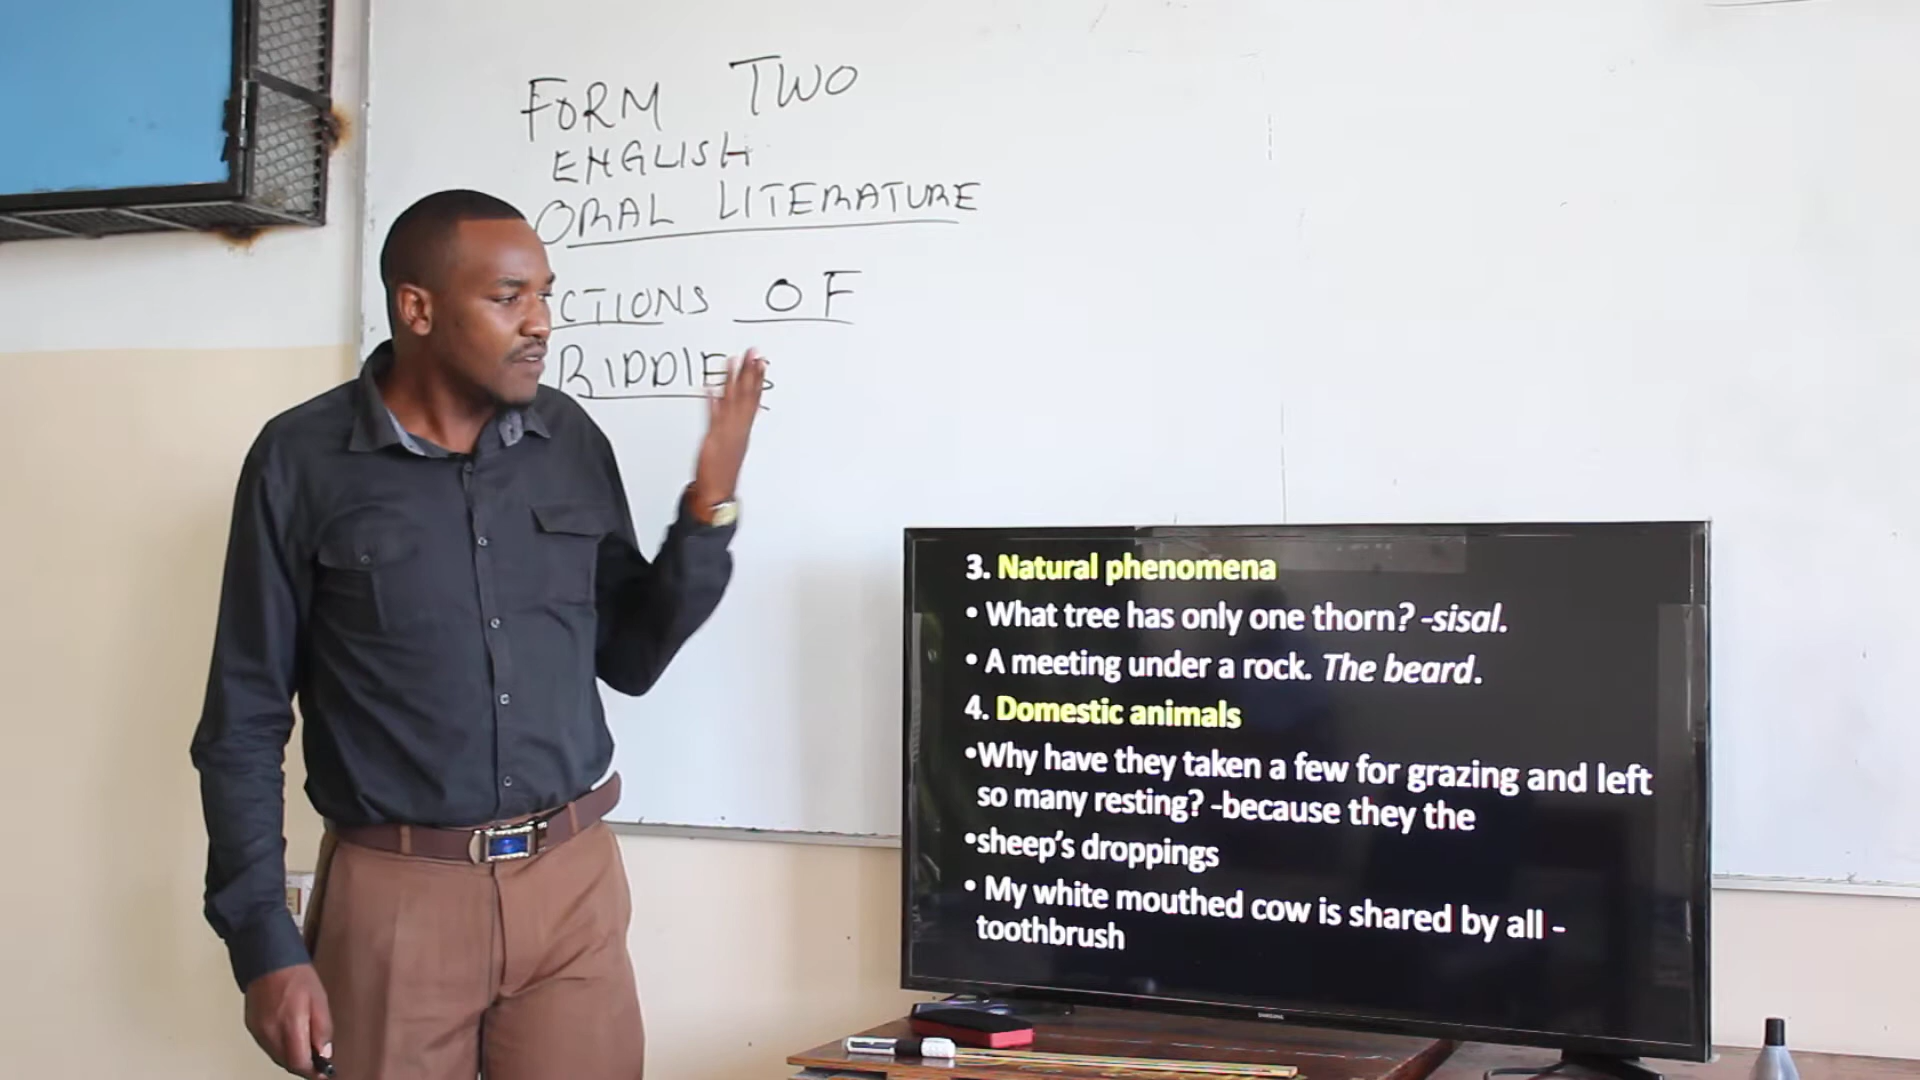 FORM TWO
ENGLISH
ORAL LITERATURE
CTIONS OF
RIDDLES
3. Natural phenomena
• What tree has only one thorn? -sisal.
• A meeting under a rock. The beard.
4. Domestic animals
•Why have they taken a few for grazing and left
so many resting? -because they the
•sheep's droppings
• My white mouthed cow is shared by all -
toothbrush
SAMSUNG